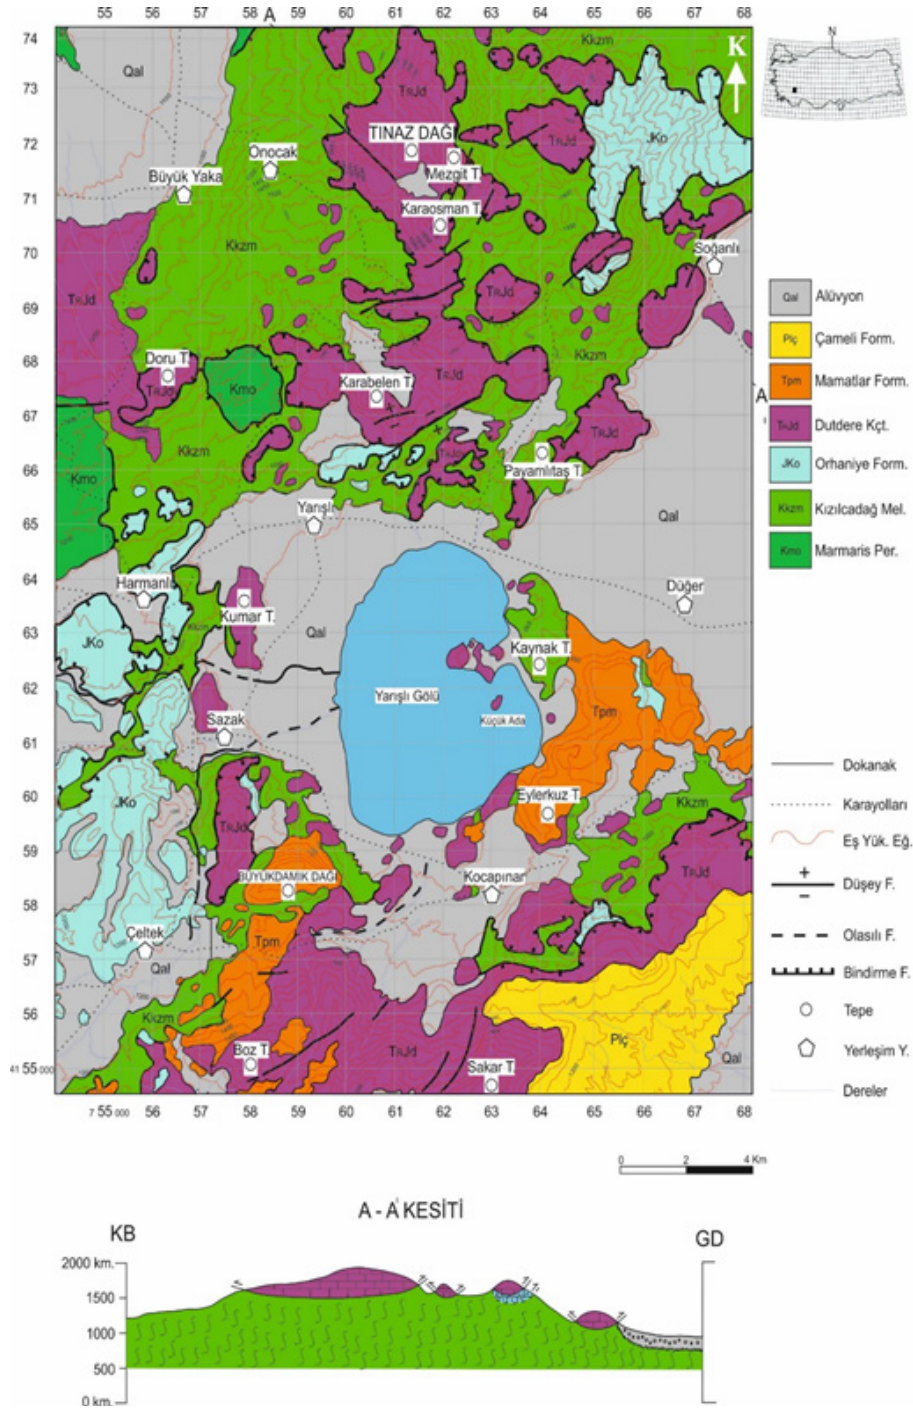 55 56 57 A 58 59 60 61 62 63 64 65 66 67 68
N
74
73
72
71
70
69
68
67
66
65
64
63
62
61
60
59
58
57
56
41 55 000
7 55 000 56 57 58 59 60 61 62 63 64 65 66 67 68
K
A
Qal
Kkzm
TRJd
TINAZ DAĞI
TRJd
JKo
Onocak
Mezgit T.
Büyük Yaka
Karaosman T.
Kkzm
Soğanlı
TRJd
TRJd
Kkzm
Doru T.
TRJd
Kmo
Karabelen T.
TRJd
Kkzm
TRJd
TRJd
Kmo
Payamlıtaş T.
Yarışlı
Qal
Harmanlı
Düğer
Kumar T.
Kkzm
Qal
JKo
Kaynak T.
Yarışlı Gölü
Tpm
Sazak
Küçük Ada
JKo
Eylerkuz T.
Kkzm
TRJd
TRJd
BÜYÜKDAMIK DAĞI
Kocapınar
Çeltek
Tpm
Qal
Kkzm
Plç
Boz T.
TRJd
Sakar T.
Qal
Qal Alüvyon
Plç Çameli Form.
Tpm Mamatlar Form.
TRJd Dutdere Kçt.
JKo Orhaniye Form.
Kkzm Kızılcadağ Mel.
Kmo Marmaris Per.
Dokanak
Karayolları
Eş Yük. Eğ.
+ Düşey F.
−
Olasılı F.
Bindirme F.
Tepe
Yerleşim Y.
Dereler
0 2 4 Km
A - A' KESİTİ
KB
GD
2000 km.
1500
1000
500
0 km.